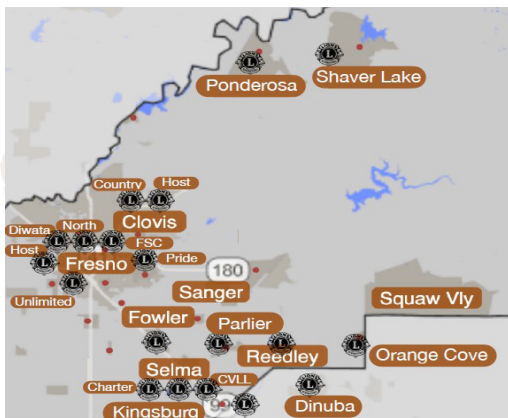 Ponderosa
Shaver Lake
Country
Host
Clovis
Diwata
North
FSC
Host
Fresno
Pride
180
Unlimited
Sanger
Squaw Vly
Fowler
Parlier
Reedley
Orange Cove
Selma
Charter
CVLL
Kingsburg
99
Dinuba